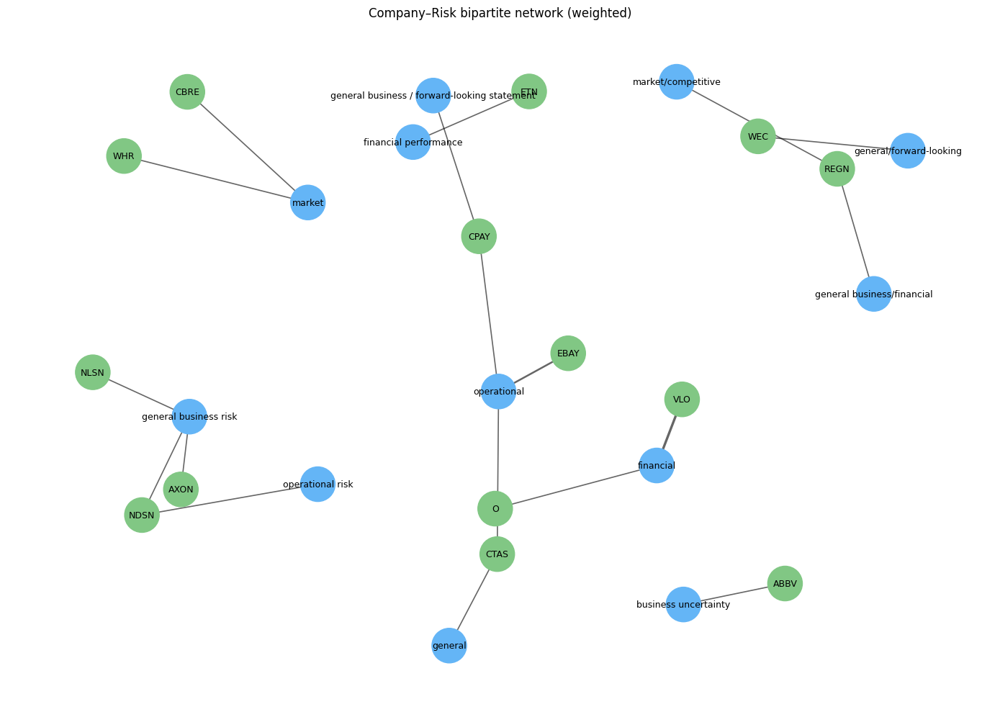 Company–Risk bipartite network (weighted)
market/competitive
CBRE
ETN
general business / forward-looking statement
WEC
financial performance
general/forward-looking
WHR
REGN
market
CPAY
general business/financial
EBAY
NLSN
operational
VLO
general business risk
financial
operational risk
AXON
O
NDSN
CTAS
ABBV
business uncertainty
general